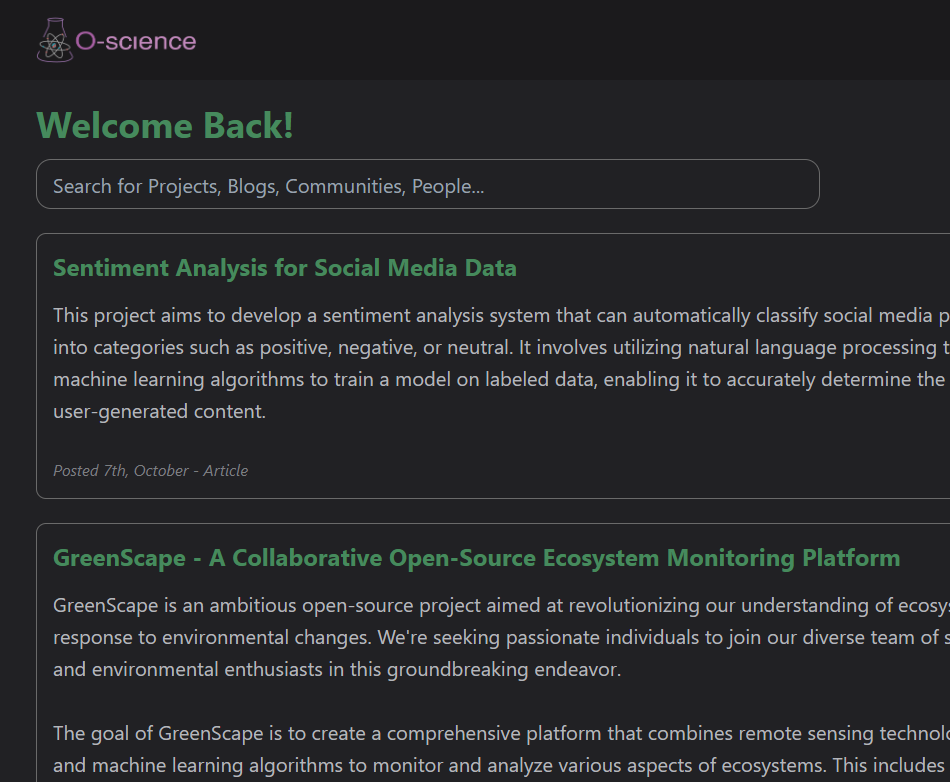 O-science
Welcome Back!
Search for Projects, Blogs, Communities, People...
Sentiment Analysis for Social Media Data
This project aims to develop a sentiment analysis system that can automatically classify social media p
into categories such as positive, negative, or neutral. It involves utilizing natural language processing t
machine learning algorithms to train a model on labeled data, enabling it to accurately determine the
user-generated content.
Posted 7th, October - Article
GreenScape - A Collaborative Open-Source Ecosystem Monitoring Platform
GreenScape is an ambitious open-source project aimed at revolutionizing our understanding of ecosys
response to environmental changes. We're seeking passionate individuals to join our diverse team of s
and environmental enthusiasts in this groundbreaking endeavor.
The goal of GreenScape is to create a comprehensive platform that combines remote sensing technolo
and machine learning algorithms to monitor and analyze various aspects of ecosystems. This includes